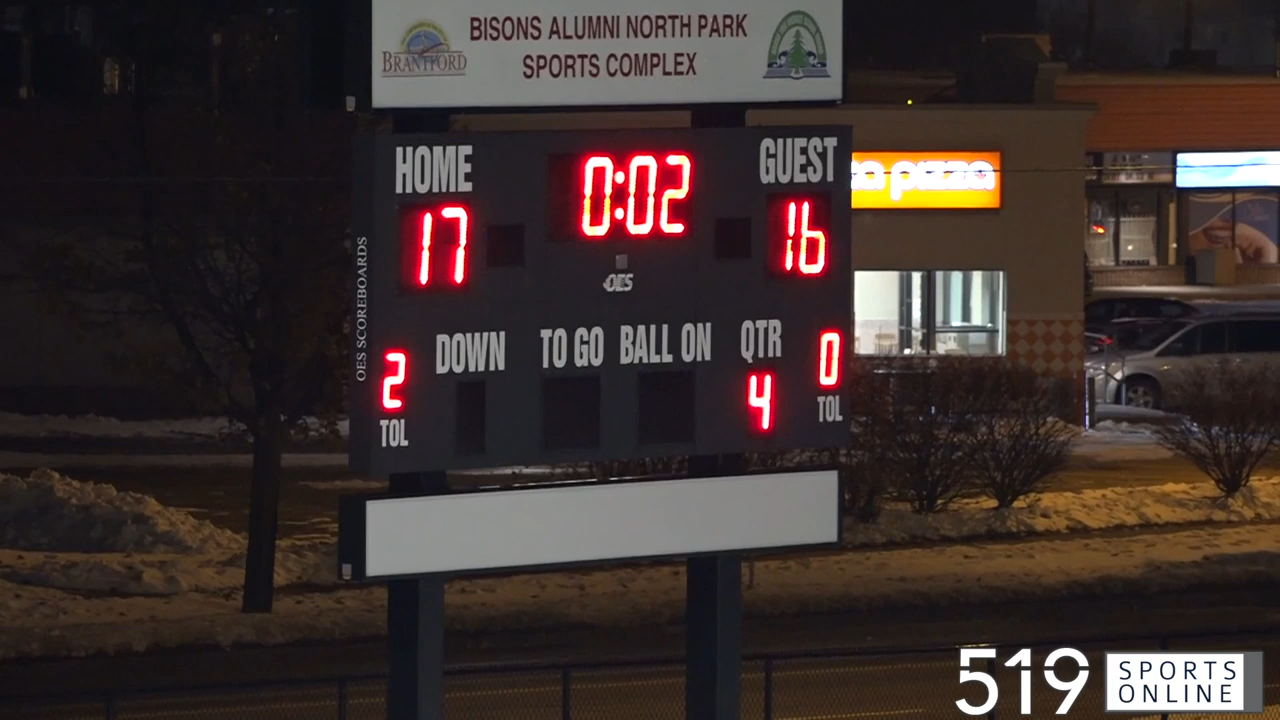 BISONS ALUMNI NORTH PARK
SPORTS COMPLEX
BRANTFORD
HOME
0:02
GUEST
17
16
pizza
OES
OES SCOREBOARDS
DOWN
TO GO
BALL ON
QTR
2
TOL
4
0
TOL
519
SPORTS
ONLINE